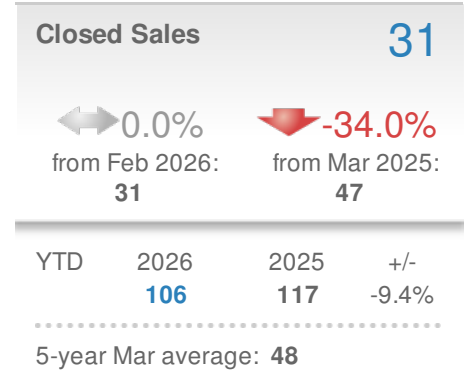 Closed Sales 31
0.0% -34.0%
from Feb 2026: from Mar 2025:
31 47
YTD 2026 2025 +/-
106 117 -9.4%
5-year Mar average: 48